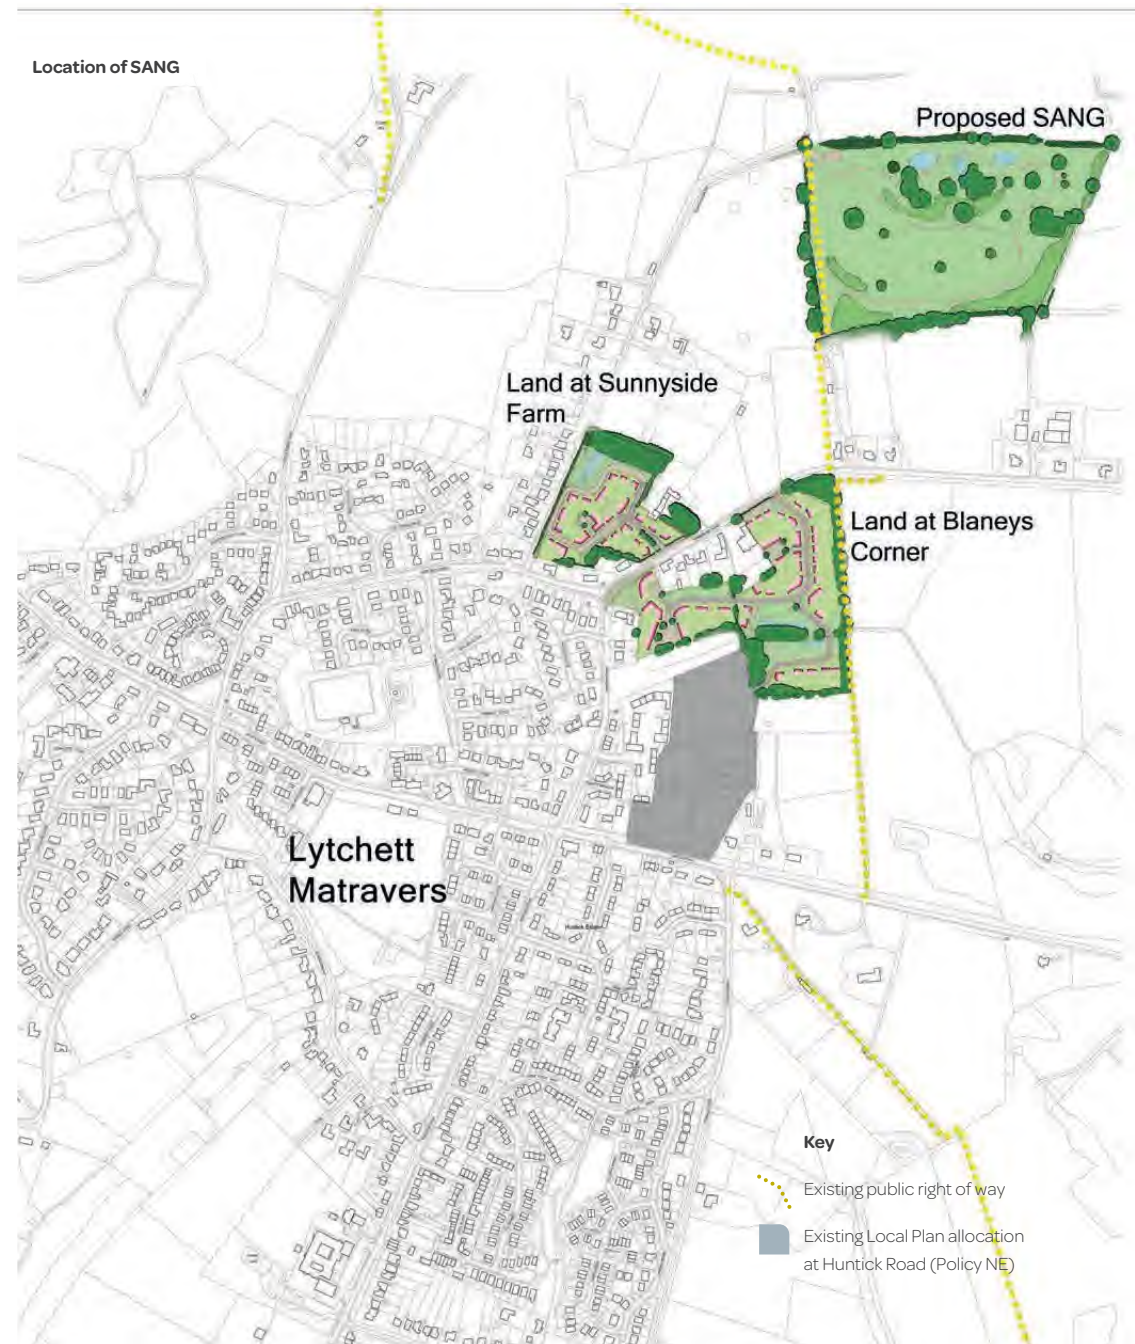 Location of SANG
Proposed SANG
Land at Sunnyside
Farm
Land at Blaneys
Corner
Lytchett
Matravers
Key
Existing public right of way
Existing Local Plan allocation
at Huntick Road (Policy NE)